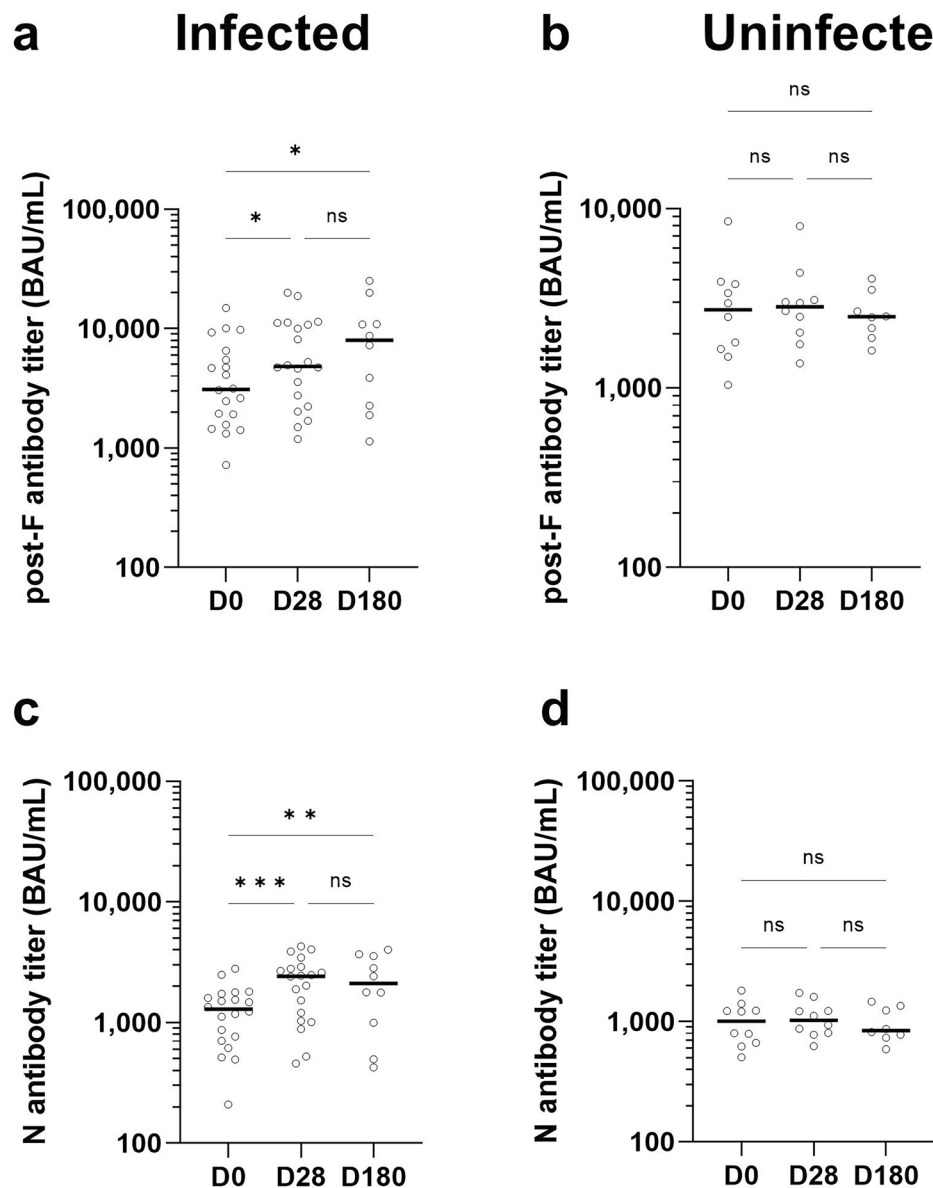 a Infected
b Uninfecte
*
* ns
post-F antibody titer (BAU/mL)
100,000
10,000
1,000
100
D0 D28 D180
ns
ns ns
post-F antibody titer (BAU/mL)
10,000
1,000
100
D0 D28 D180
c
* *
* * * ns
N antibody titer (BAU/mL)
100,000
10,000
1,000
100
D0 D28 D180
d
ns
ns ns
N antibody titer (BAU/mL)
100,000
10,000
1,000
100
D0 D28 D180